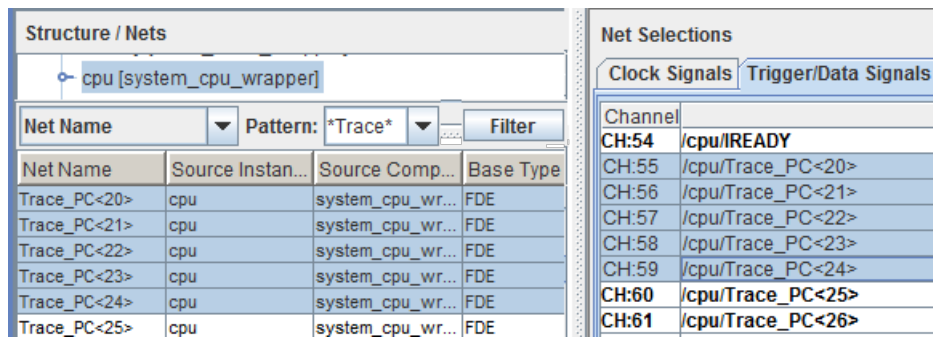 Structure / Nets
cpu [system_cpu_wrapper]
Net Name Pattern: *Trace* Filter
Net Name Source Instan... Source Comp... Base Type
Trace_PC<20> cpu system_cpu_wr... FDE
Trace_PC<21> cpu system_cpu_wr... FDE
Trace_PC<22> cpu system_cpu_wr... FDE
Trace_PC<23> cpu system_cpu_wr... FDE
Trace_PC<24> cpu system_cpu_wr... FDE
Trace_PC<25> cpu system_cpu_wr... FDE
Net Selections
Clock Signals Trigger/Data Signals
Channel
CH:54 /cpu/IREADY
CH:55 /cpu/Trace_PC<20>
CH:56 /cpu/Trace_PC<21>
CH:57 /cpu/Trace_PC<22>
CH:58 /cpu/Trace_PC<23>
CH:59 /cpu/Trace_PC<24>
CH:60 /cpu/Trace_PC<25>
CH:61 /cpu/Trace_PC<26>